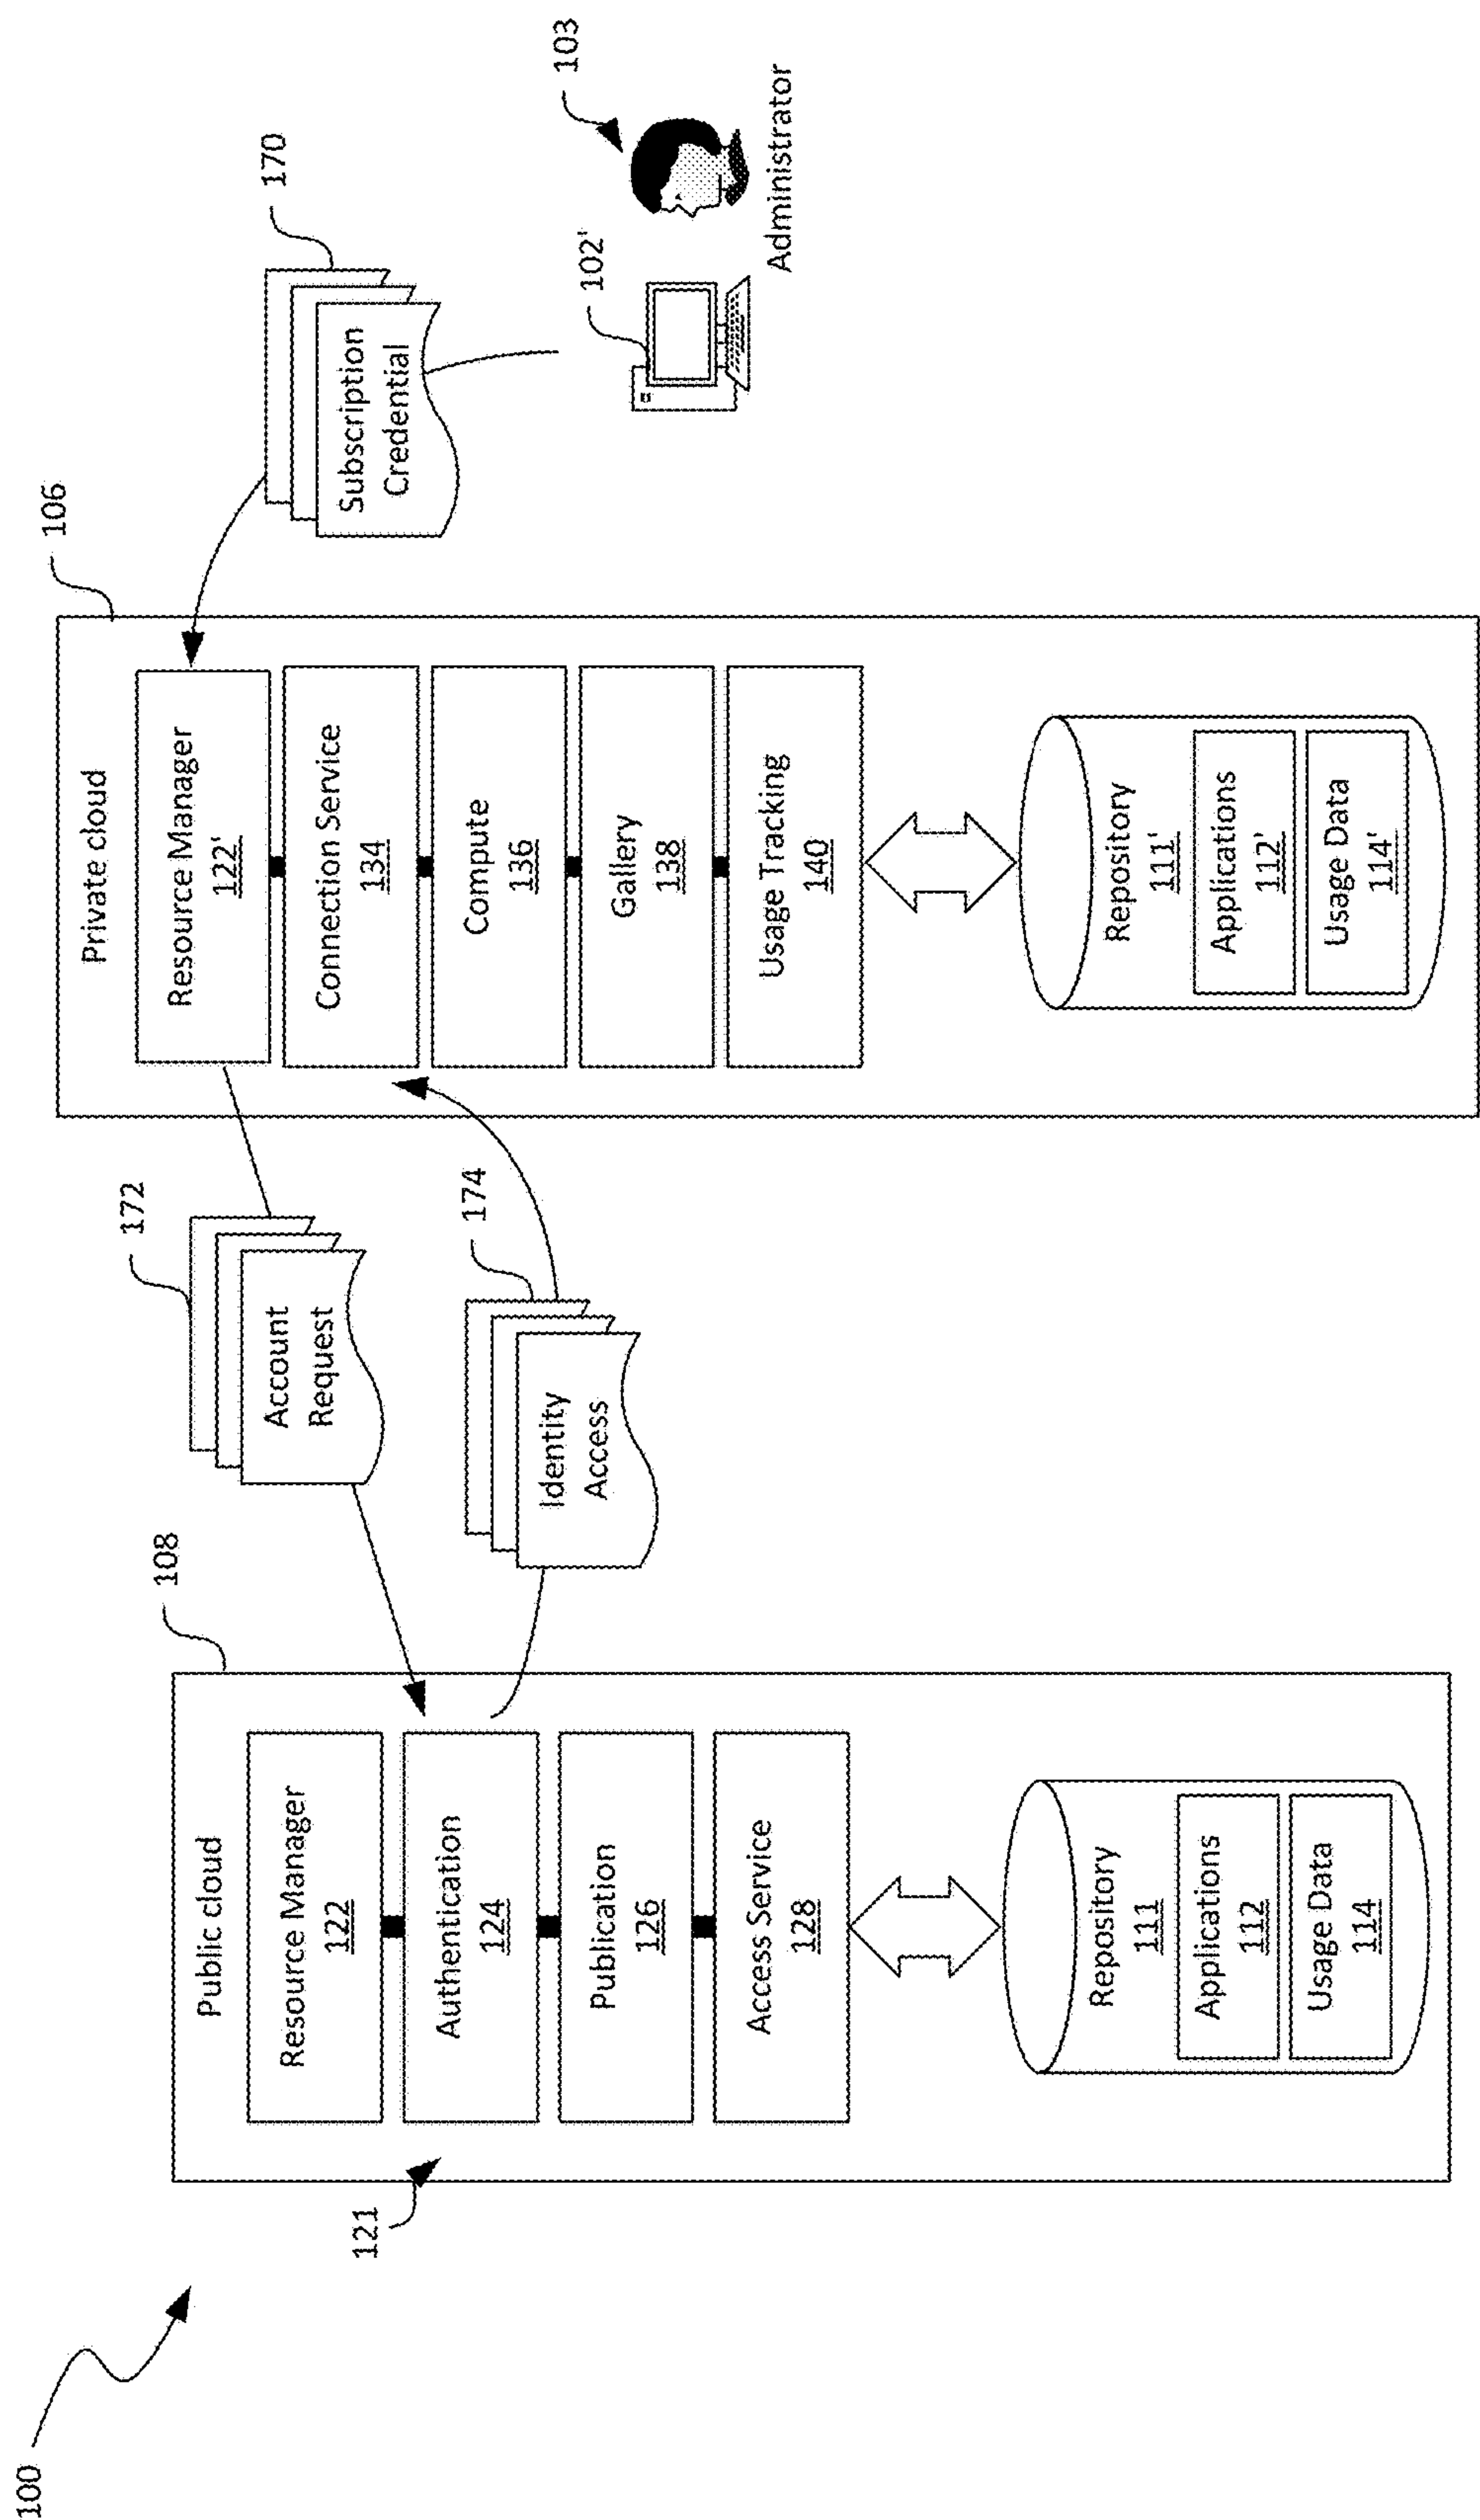 100
121
108
Public cloud
Resource Manager
122
Authentication
124
Publication
126
Access Service
128
Repository
111
Applications
112
Usage Data
114
172
Account
Request
174
Identity
Access
106
Private cloud
Resource Manager
122'
Connection Service
134
Compute
136
Gallery
138
Usage Tracking
140
Repository
111'
Applications
112'
Usage Data
114'
170
Subscription
Credential
102'
103
Administrator